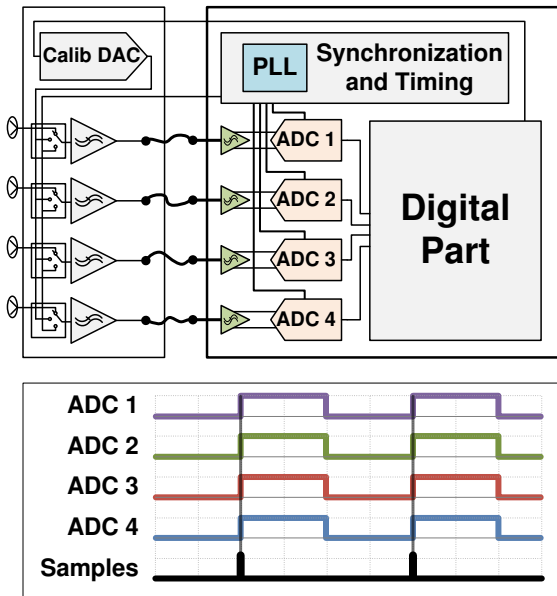 Calib DAC
PLL
Synchronization
and Timing
ADC 1
ADC 2
ADC 3
ADC 4
Digital
Part
ADC 1
ADC 2
ADC 3
ADC 4
Samples